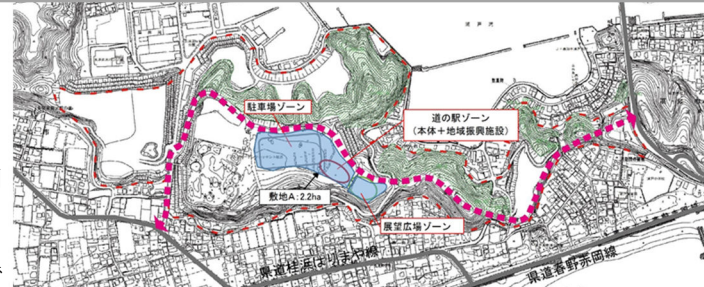 駐車場ゾーン
道の駅ゾーン
（本体＋地域振興施設）
敷地A：2.2ha
展望広場ゾーン
県道桂浜はりまや線
県道春野赤岡線